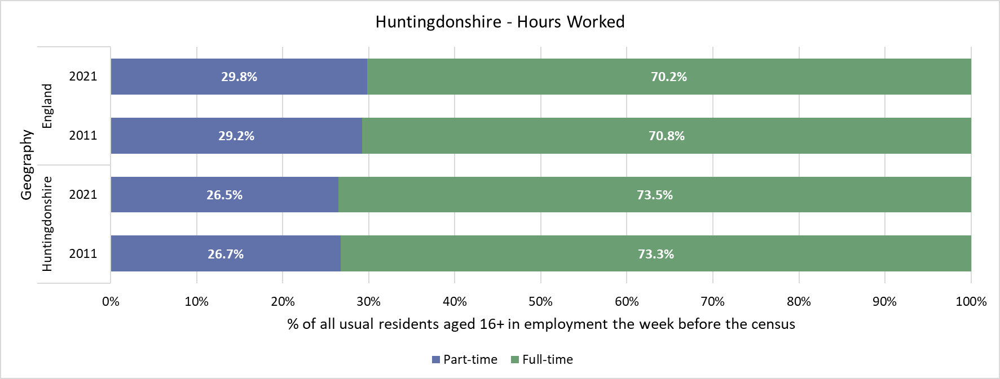 Huntingdonshire - Hours Worked
Geography
England
2021
29.8%
70.2%
2011
29.2%
70.8%
Huntingdonshire
2021
26.5%
73.5%
2011
26.7%
73.3%
0% 10% 20% 30% 40% 50% 60% 70% 80% 90% 100%
% of all usual residents aged 16+ in employment the week before the census
Part-time Full-time